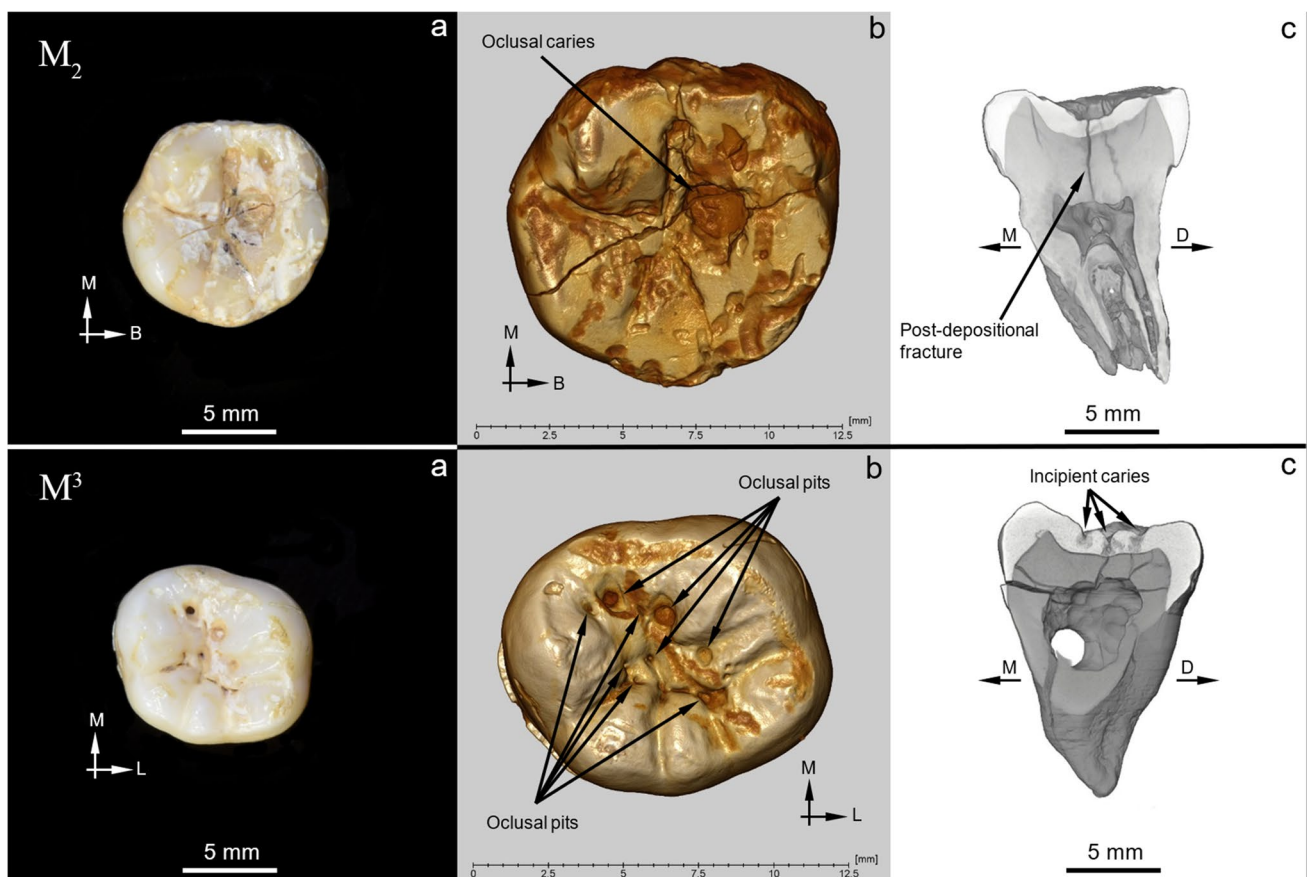 M₂
a
M
B
5 mm
b
Oclusal caries
M
B
[mm]
0 2.5 5 7.5 10 12.5
c
M
D
Post-depositional
fracture
5 mm
M³
a
M
L
5 mm
b
Oclusal pits
Oclusal pits
M
L
[mm]
0 2.5 5 7.5 10 12.5
c
Incipient caries
M
D
5 mm